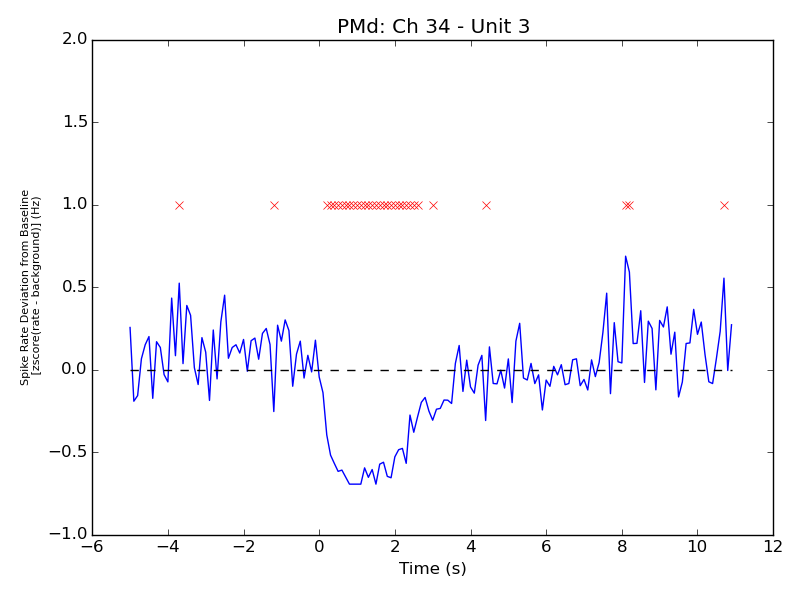 PMd: Ch 34 - Unit 3
2.0
1.5
1.0
0.5
0.0
−0.5
−1.0
Spike Rate Deviation from Baseline
[zscore(rate - background)] (Hz)
−6 −4 −2 0 2 4 6 8 10 12
Time (s)